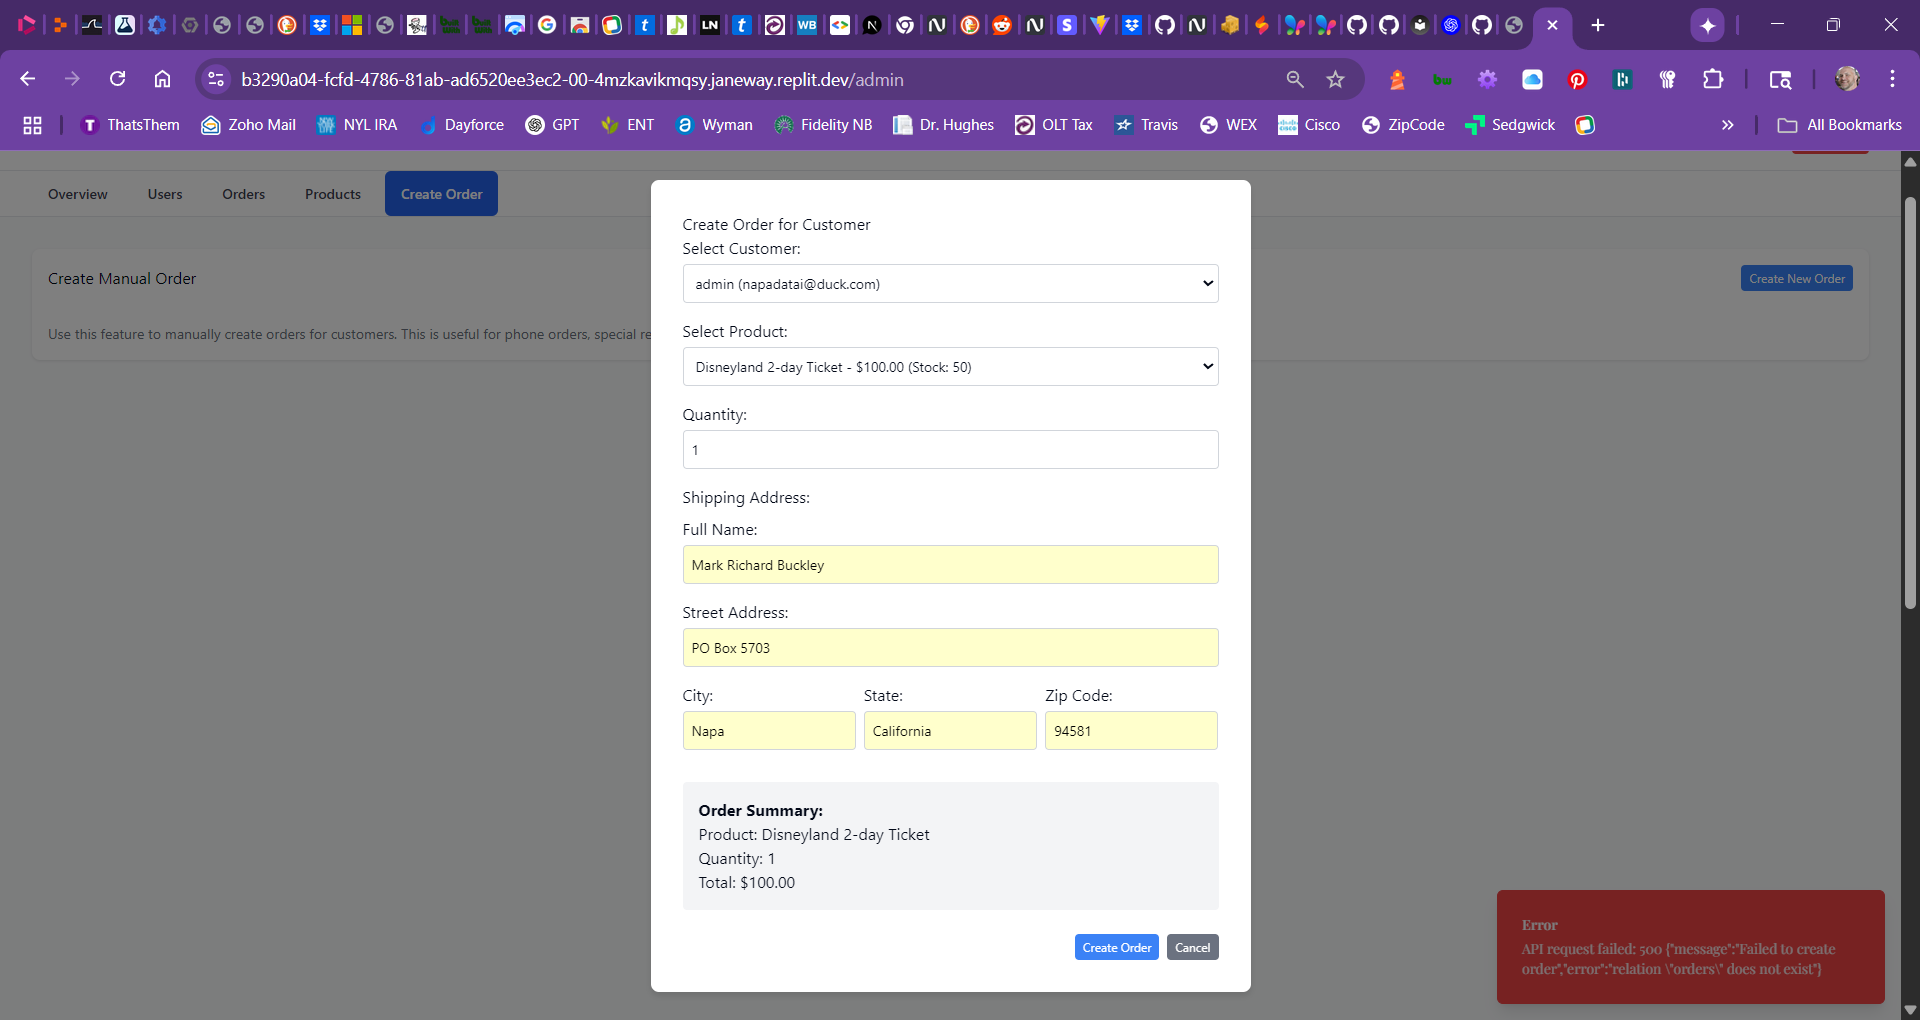 b3290a04-fcfd-4786-81ab-ad6520ee3ec2-00-4mzkavikmqsy.janeway.replit.dev/admin
ThatsThem Zoho Mail NYL IRA Dayforce GPT ENT Wyman Fidelity NB Dr. Hughes OLT Tax Travis WEX Cisco ZipCode Sedgwick » All Bookmarks
Overview Users Orders Products Create Order
Create Manual Order
Create New Order
Use this feature to manually create orders for customers. This is useful for phone orders, special re
Create Order for Customer
Select Customer:
admin (napadatai@duck.com)
Select Product:
Disneyland 2-day Ticket - $100.00 (Stock: 50)
Quantity:
1
Shipping Address:
Full Name:
Mark Richard Buckley
Street Address:
PO Box 5703
City: State: Zip Code:
Napa California 94581
Order Summary:
Product: Disneyland 2-day Ticket
Quantity: 1
Total: $100.00
Create Order Cancel
Error
API request failed: 500 {"message":"Failed to create
order","error":"relation \"orders\" does not exist"}